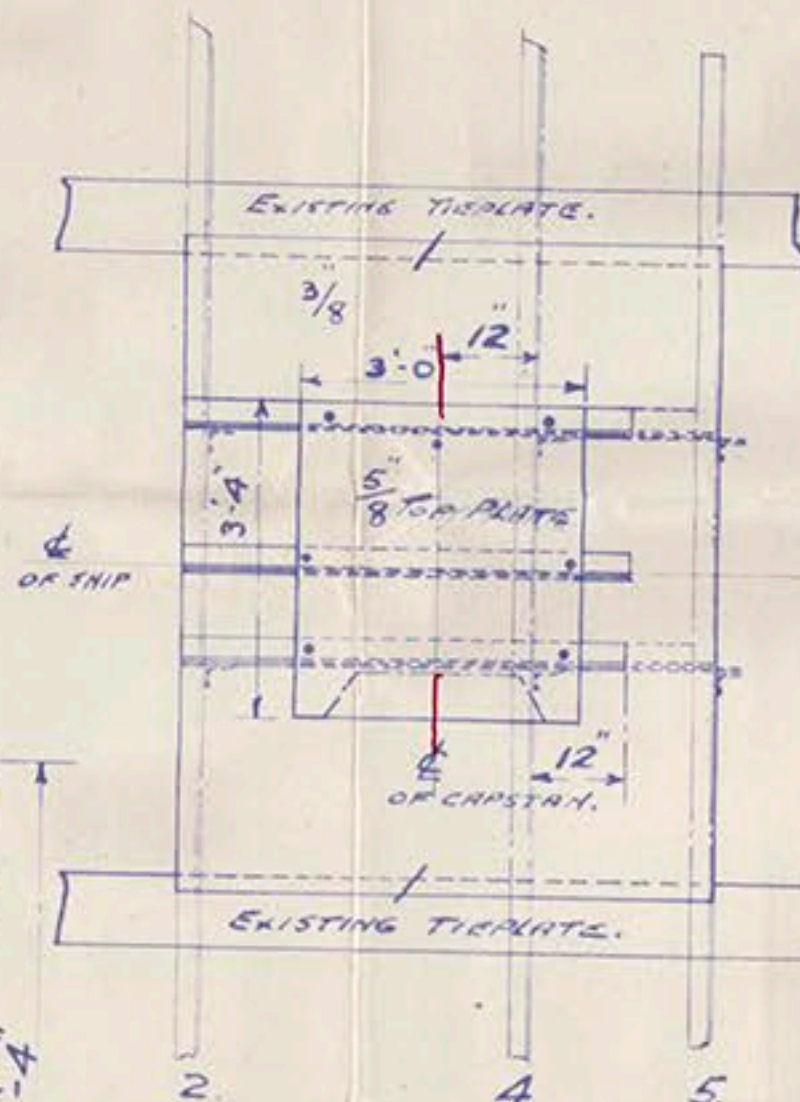 EXISTING TIEPLATE.
3/8"
12"
3'-0"
3'-4"
5/8" TOP PLATE
℄
OF SHIP
12"
℄
OF CAPSTAN.
EXISTING TIEPLATE.
2
4
5